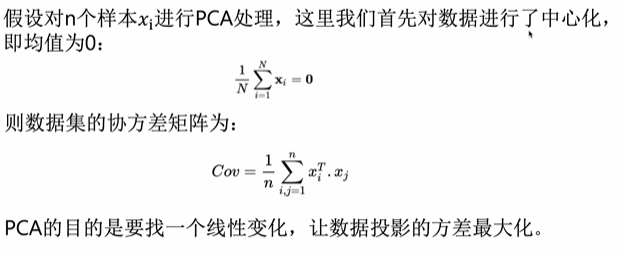 假设对n个样本𝑥ᵢ进行PCA处理，这里我们首先对数据进行了中心化，
即均值为0：
\frac{1}{N}\sum_{i=1}^{N} \mathbf{x}_i = \mathbf{0}
则数据集的协方差矩阵为：
Cov = \frac{1}{n}\sum_{i,j=1}^{n} x_i^T . x_j
PCA的目的是要找一个线性变化，让数据投影的方差最大化。